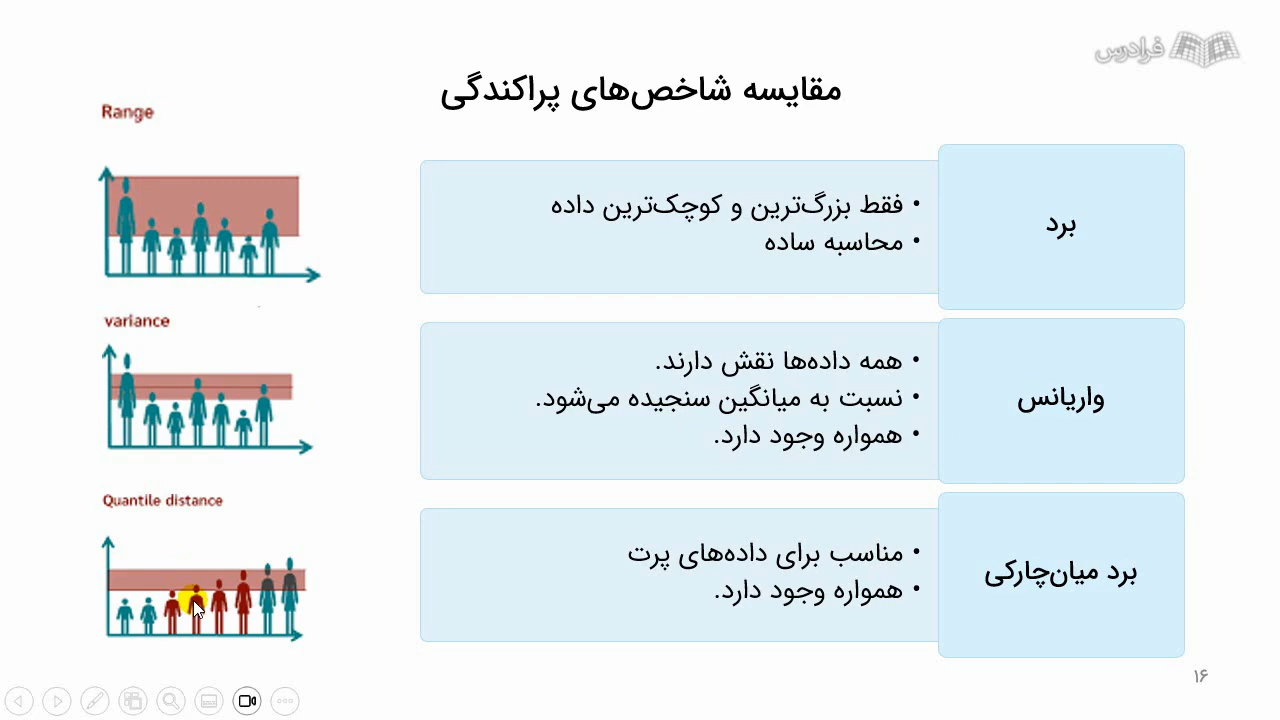 فرادرس
مقایسه شاخص‌های پراکندگی
برد
• فقط بزرگ‌ترین و کوچک‌ترین داده
• محاسبه ساده
Range
واریانس
• همه داده‌ها نقش دارند.
• نسبت به میانگین سنجیده می‌شود.
• همواره وجود دارد.
variance
برد میان‌چارکی
• مناسب برای داده‌های پرت
• همواره وجود دارد.
Quantile distance
۱۶